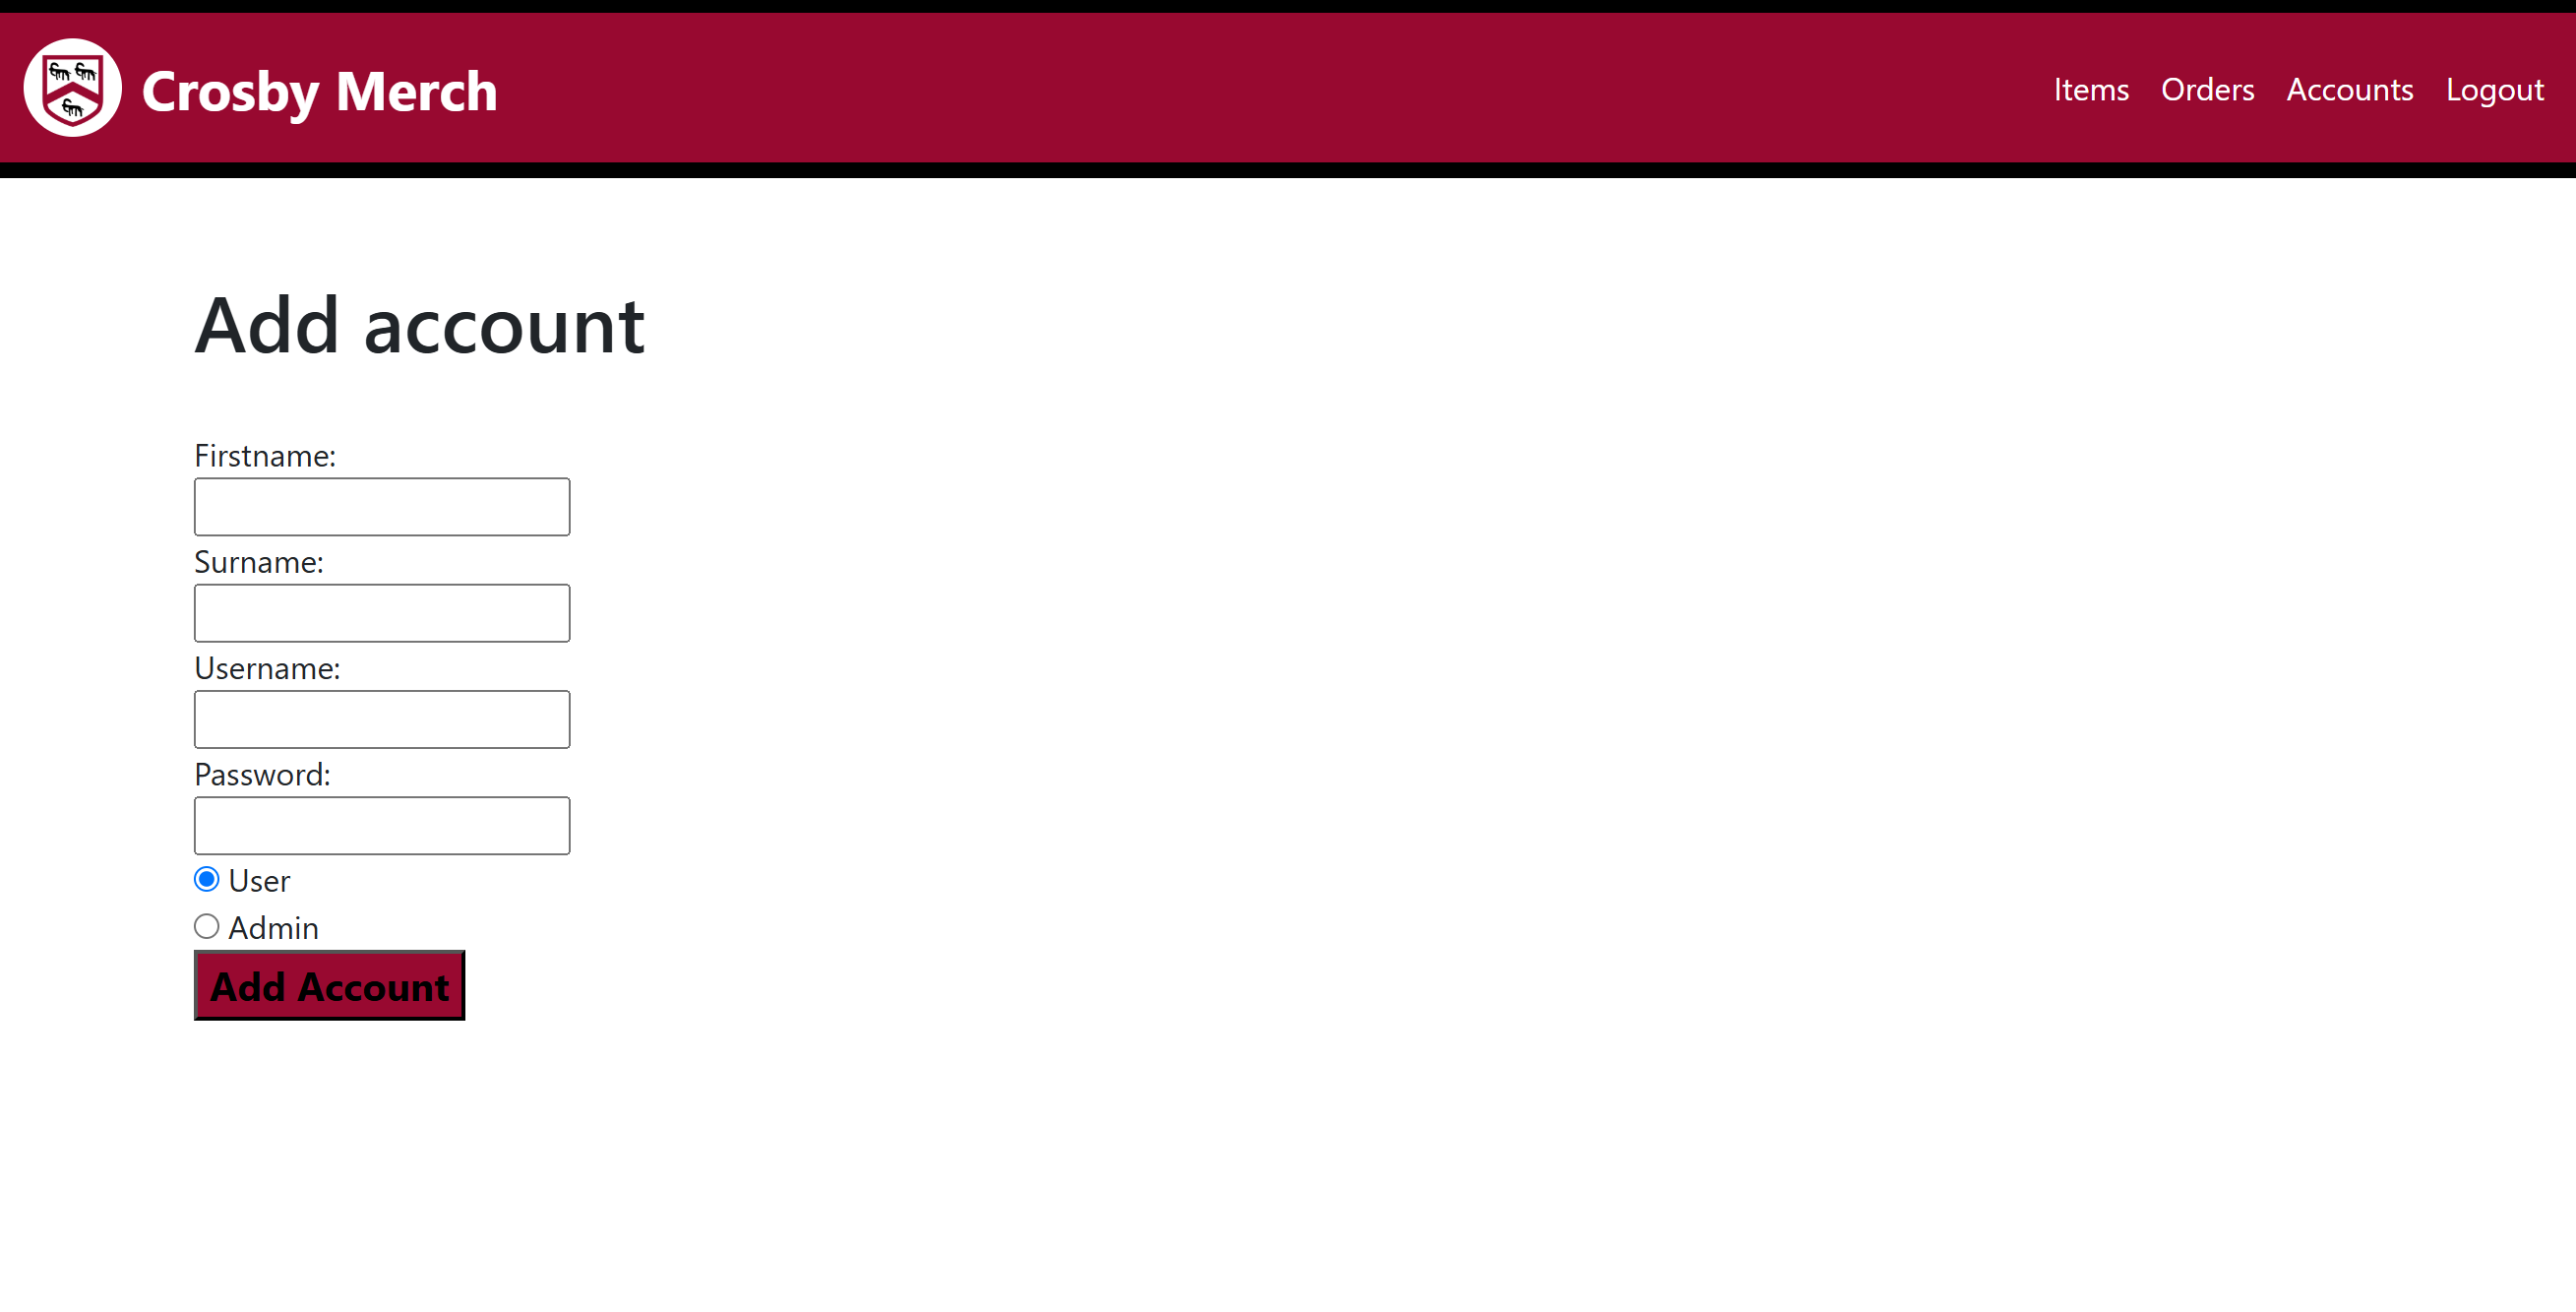 Crosby Merch
Items Orders Accounts Logout
Add account
Firstname:
Surname:
Username:
Password:
User
Admin
Add Account